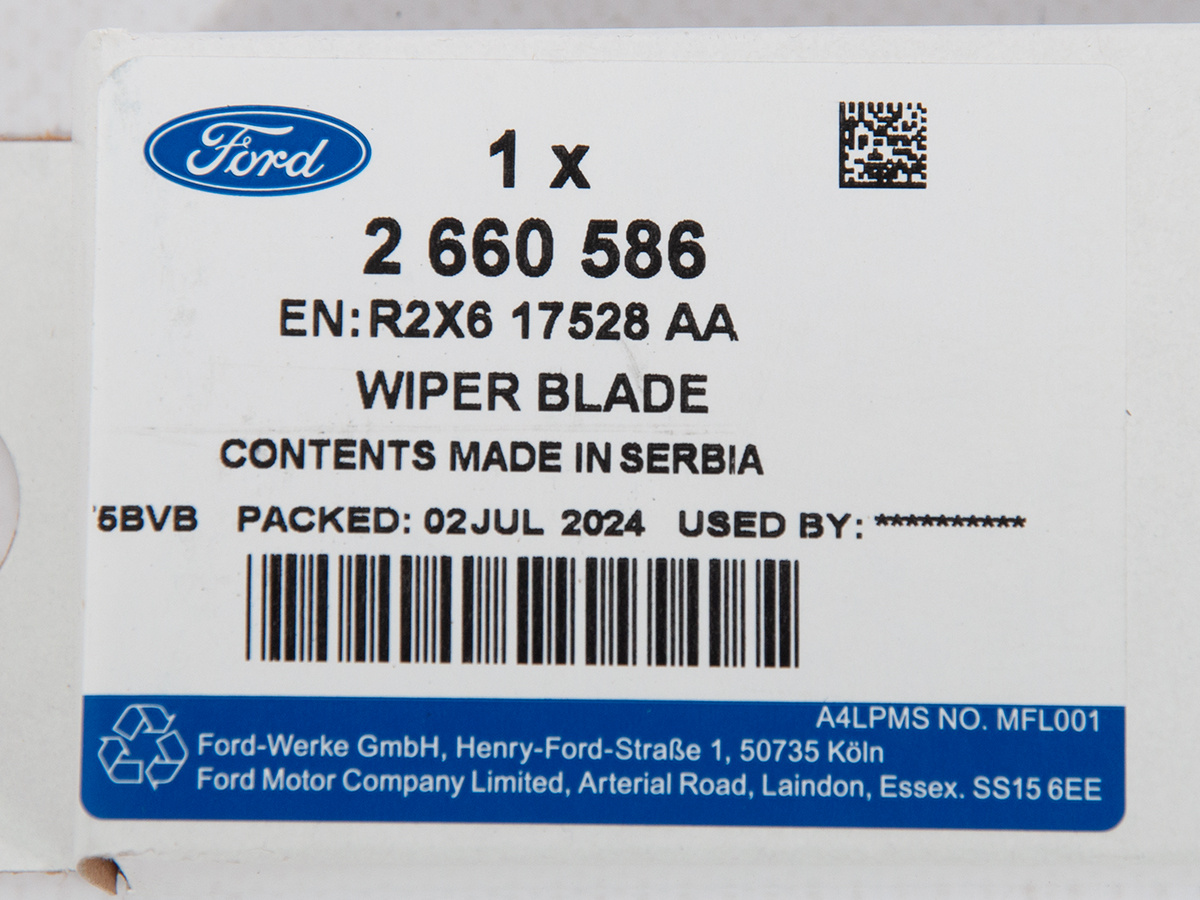 Ford
1 x
2 660 586
EN: R2X6 17528 AA
WIPER BLADE
CONTENTS MADE IN SERBIA
5BVB PACKED: 02 JUL 2024 USED BY: **********
A4LPMS NO. MFL001
Ford-Werke GmbH, Henry-Ford-Straße 1, 50735 Köln
Ford Motor Company Limited, Arterial Road, Laindon, Essex. SS15 6EE